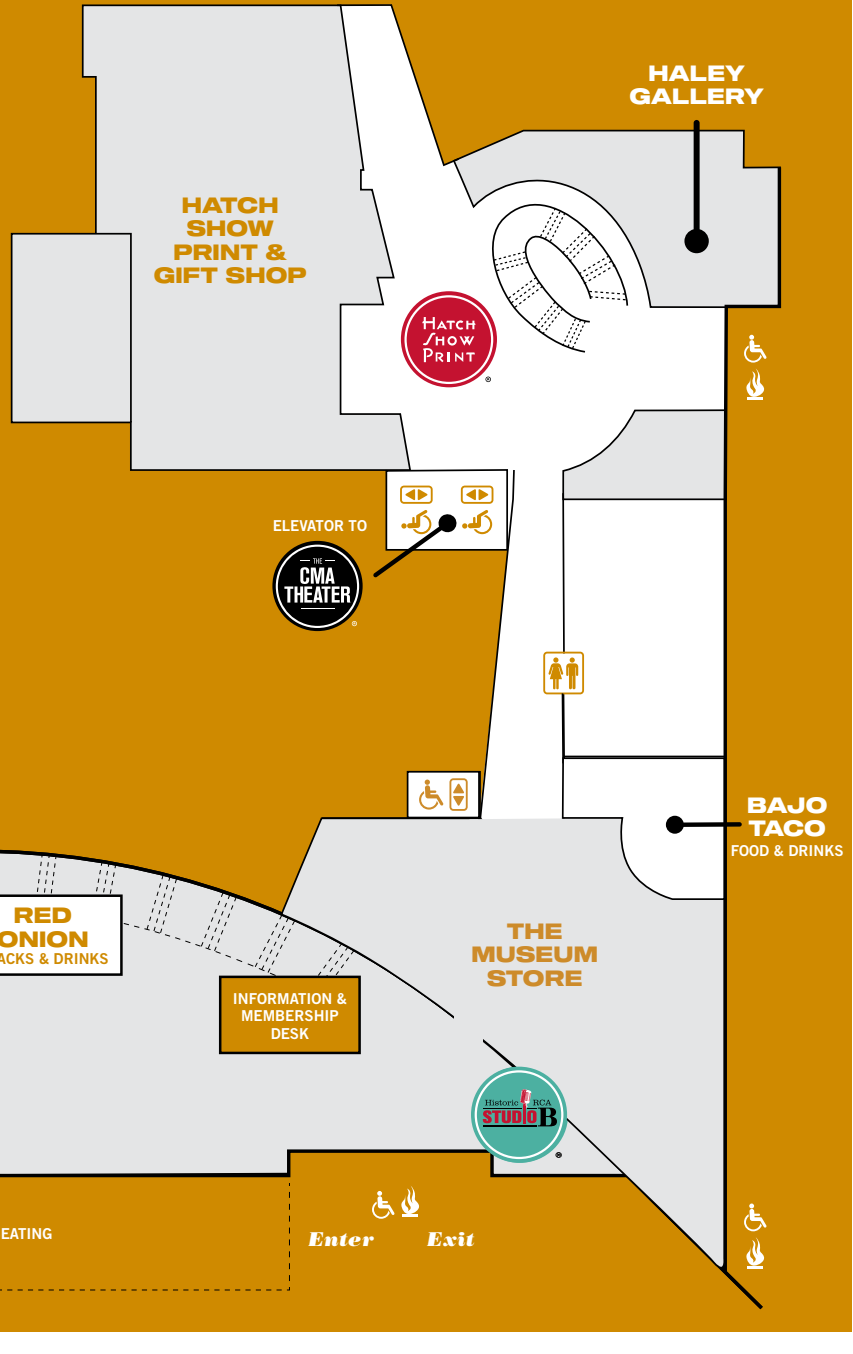 HALEY
GALLERY
HATCH
SHOW
PRINT &
GIFT SHOP
HATCH
SHOW
PRINT
®
ELEVATOR TO
THE
CMA
THEATER
®
BAJO
TACO
FOOD & DRINKS
RED
ONION
ACKS & DRINKS
THE
MUSEUM
STORE
INFORMATION &
MEMBERSHIP
DESK
Historic RCA
STUDIO B
®
EATING
Enter Exit